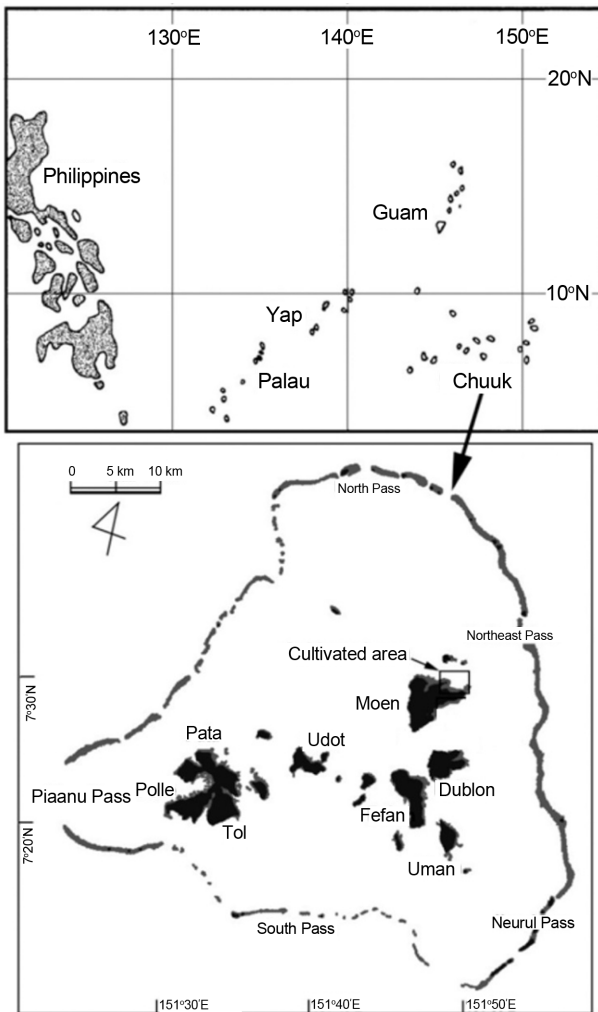 130°E 140°E 150°E
20°N
Philippines
Guam
10°N
Yap
Palau
Chuuk
0 5 km 10 km
North Pass
Northeast Pass
Cultivated area
7°30'N
Moen
Pata
Udot
Piaanu Pass
Polle
Dublon
Fefan
7°20'N
Tol
Uman
Neurul Pass
South Pass
151°30'E 151°40'E 151°50'E